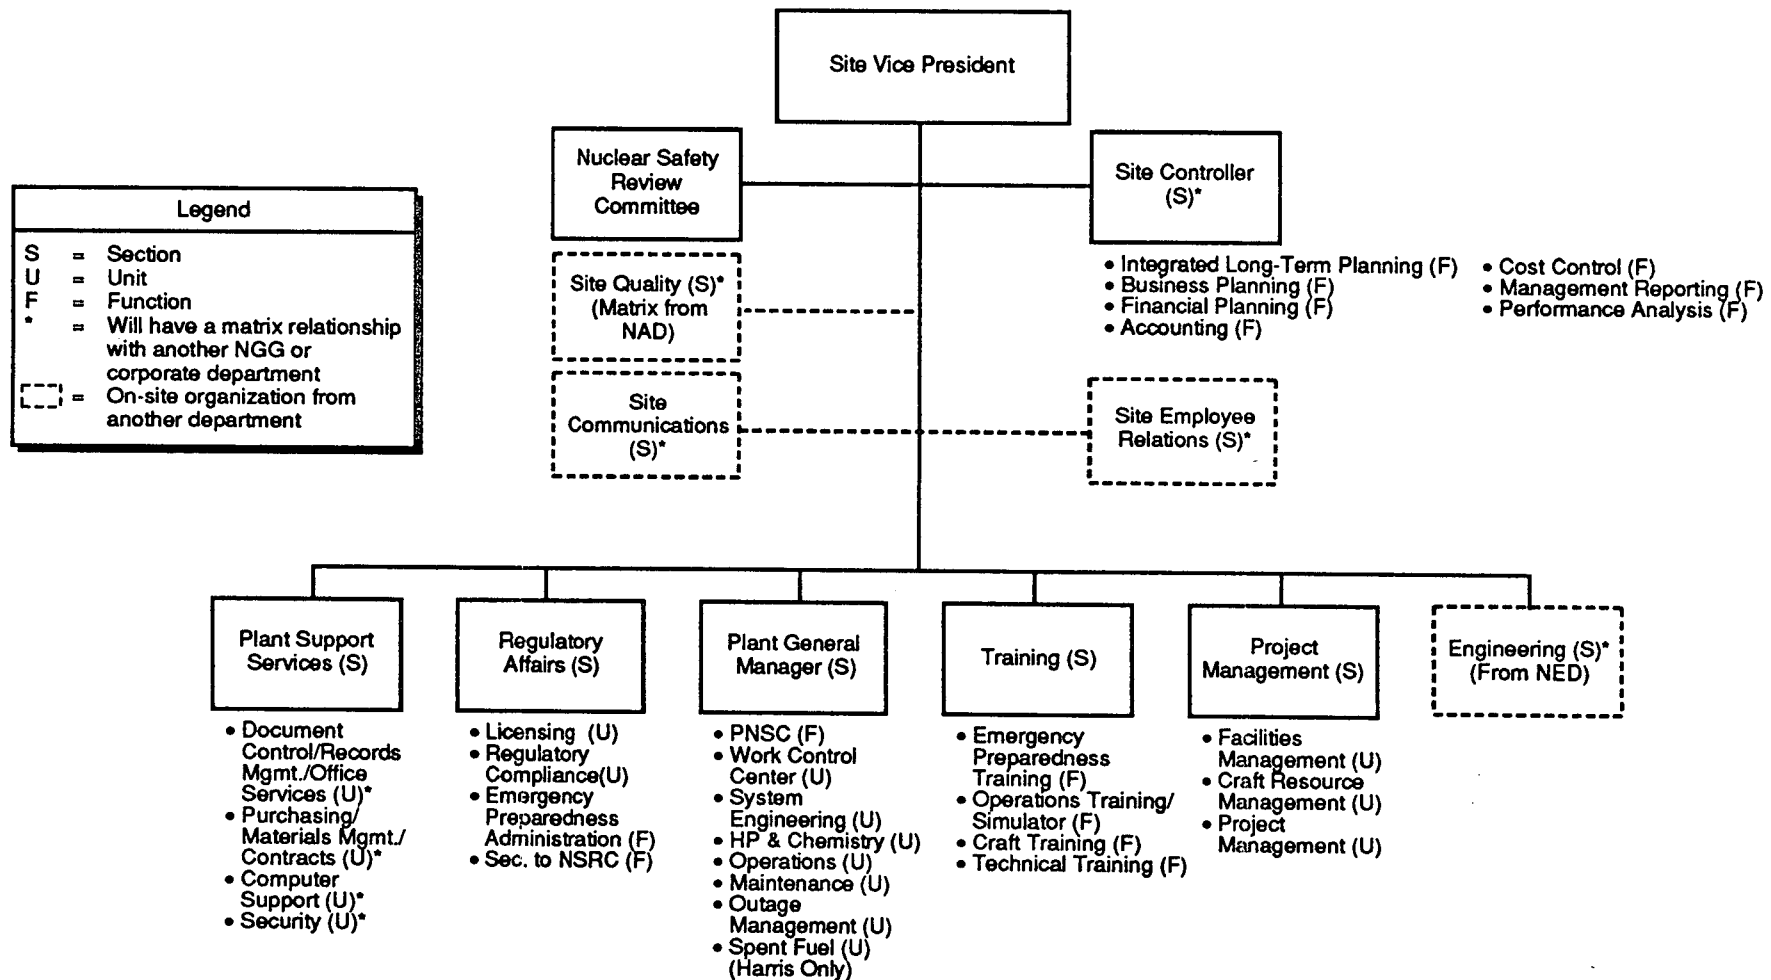 Site Vice President
Nuclear Safety
Review
Committee
Site Controller
(S)*
Legend
S = Section
U = Unit
F = Function
* = Will have a matrix relationship
with another NGG or
corporate department
= On-site organization from
another department
• Integrated Long-Term Planning (F)
• Business Planning (F)
• Financial Planning (F)
• Accounting (F)
• Cost Control (F)
• Management Reporting (F)
• Performance Analysis (F)
Site Quality (S)*
(Matrix from
NAD)
Site
Communications
(S)*
Site Employee
Relations (S)*
Plant Support
Services (S)
• Document
Control/Records
Mgmt./Office
Services (U)*
• Purchasing/
Materials Mgmt./
Contracts (U)*
• Computer
Support (U)*
• Security (U)*
Regulatory
Affairs (S)
• Licensing (U)
• Regulatory
Compliance(U)
• Emergency
Preparedness
Administration (F)
• Sec. to NSRC (F)
Plant General
Manager (S)
• PNSC (F)
• Work Control
Center (U)
• System
Engineering (U)
• HP & Chemistry (U)
• Operations (U)
• Maintenance (U)
• Outage
Management (U)
• Spent Fuel (U)
(Harris Only)
Training (S)
• Emergency
Preparedness
Training (F)
• Operations Training/
Simulator (F)
• Craft Training (F)
• Technical Training (F)
Project
Management (S)
• Facilities
Management (U)
• Craft Resource
Management (U)
• Project
Management (U)
Engineering (S)*
(From NED)